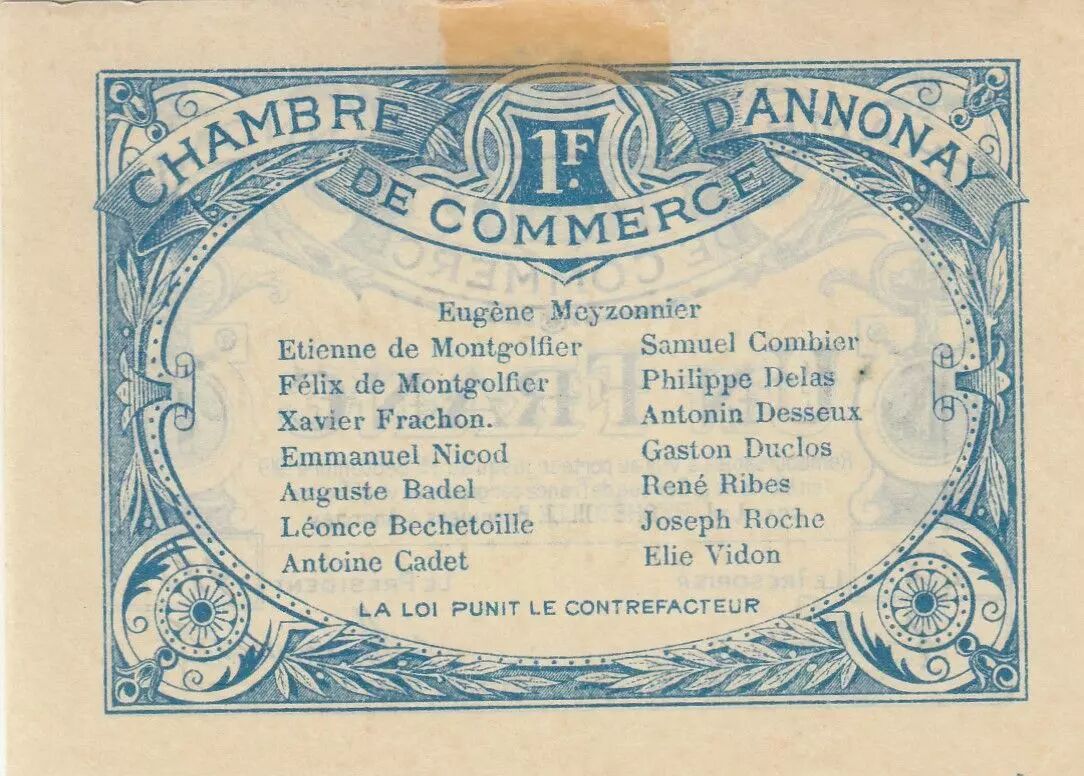 CHAMBRE D'ANNONAY
1F.
DE COMMERCE
Eugène Meyzonnier
Etienne de Montgolfier
Félix de Montgolfier
Xavier Frachon.
Emmanuel Nicod
Auguste Badel
Léonce Bechetoille
Antoine Cadet
Samuel Combier
Philippe Delas
Antonin Desseux
Gaston Duclos
René Ribes
Joseph Roche
Elie Vidon
LA LOI PUNIT LE CONTREFACTEUR